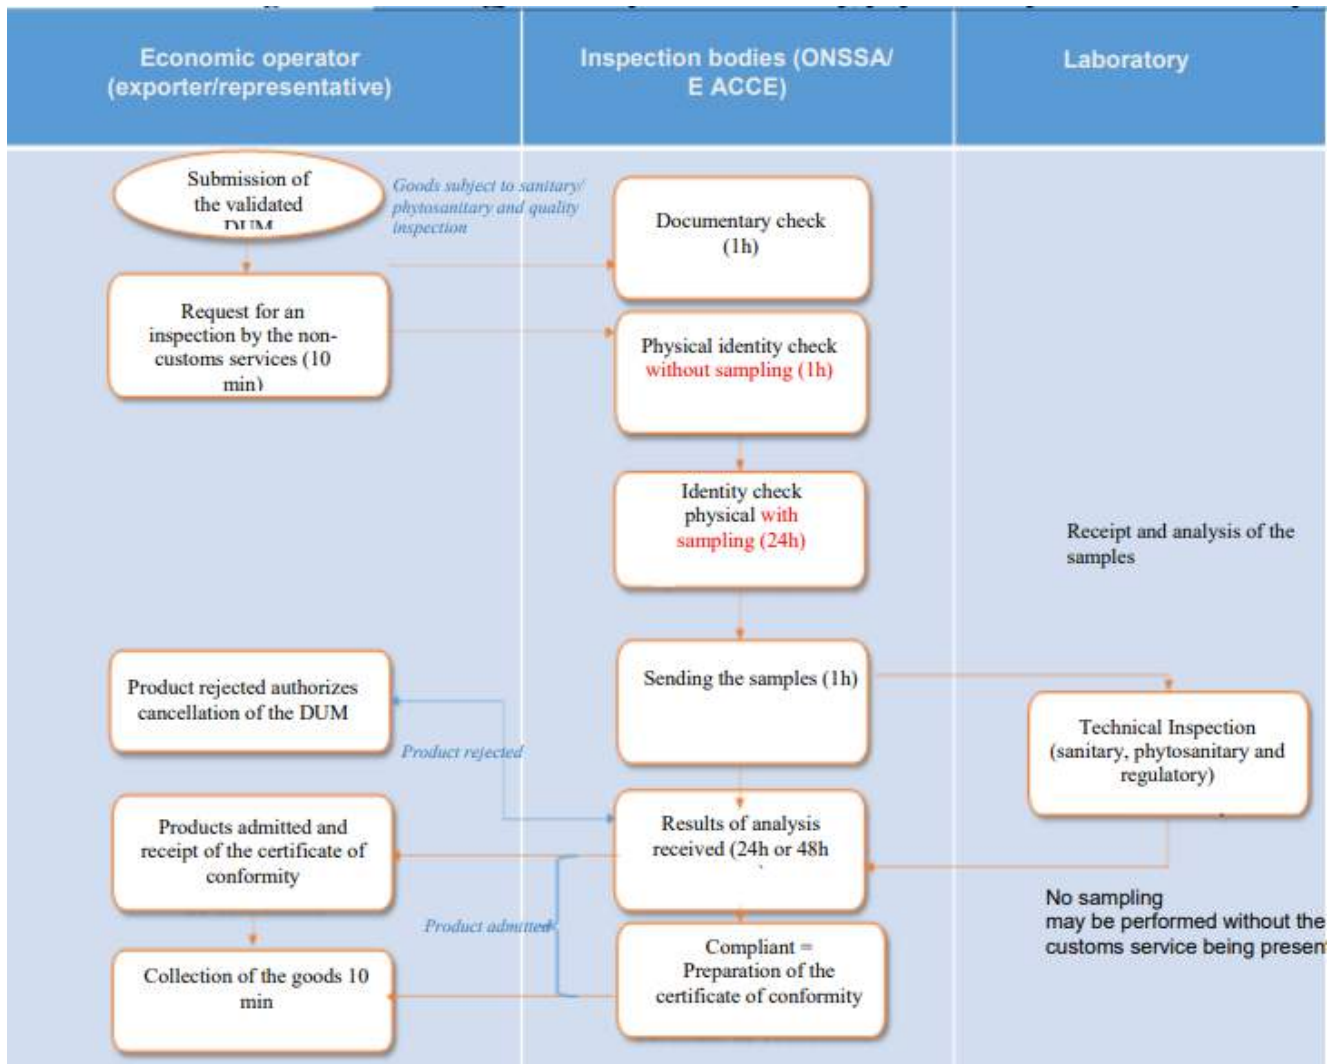 Economic operator
(exporter/representative)
Inspection bodies (ONSSA/
E ACCE)
Laboratory
Submission of
the validated
DUM
Goods subject to sanitary/
phytosanitary and quality
inspection
Documentary check
(1h)
Request for an
inspection by the non-
customs services (10
min)
Physical identity check
without sampling (1h)
Identity check
physical with
sampling (24h)
Receipt and analysis of the
samples
Sending the samples (1h)
Product rejected authorizes
cancellation of the DUM
Product rejected
Technical Inspection
(sanitary, phytosanitary and
regulatory)
Results of analysis
received (24h or 48h
Products admitted and
receipt of the certificate of
conformity
No sampling
may be performed without the
customs service being present
Product admitted
Compliant =
Preparation of the
certificate of conformity
Collection of the goods 10
min